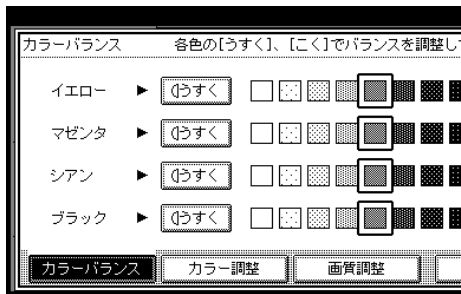 カラーバランス 各色の[うすく]、[こく]でバランスを調整し
イエロー ▶ うすく
マゼンタ ▶ うすく
シアン ▶ うすく
ブラック ▶ うすく
カラーバランス カラー調整 画質調整